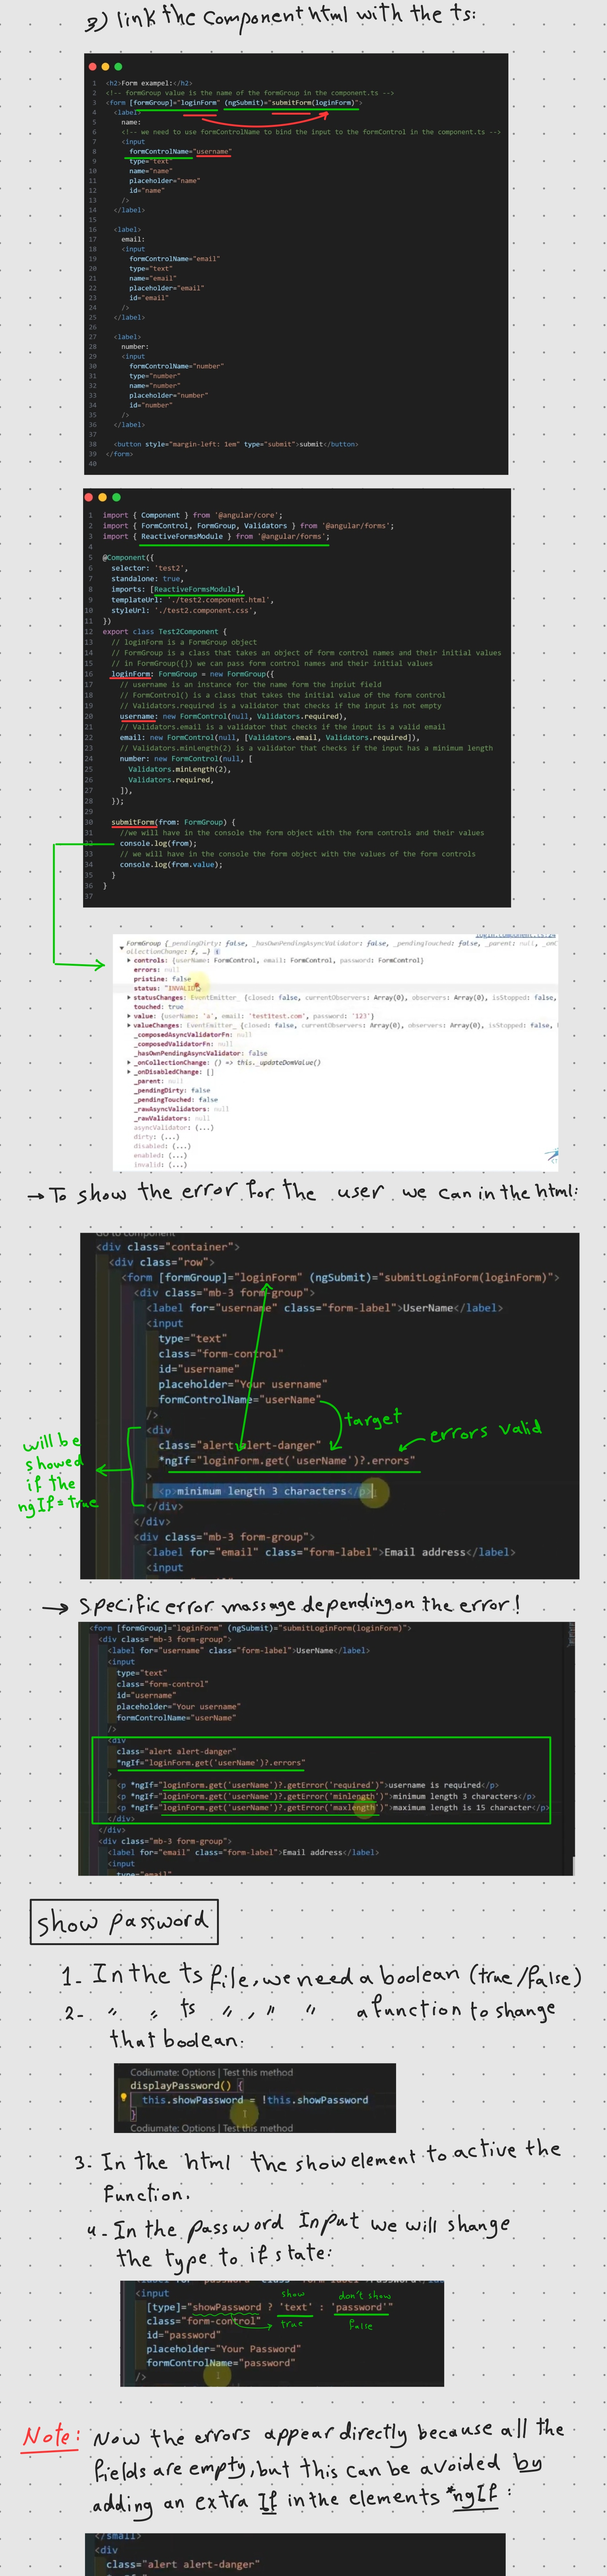 3) link the Component html with the ts:
1 <h2>Form exampel:</h2>
2 <!-- formGroup value is the name of the formGroup in the component.ts -->
3 <form [formGroup]="loginForm" (ngSubmit)="submitForm(loginForm)">
4 <label>
5 name:
6 <!-- we need to use formControlName to bind the input to the formControl in the component.ts -->
7 <input
8 formControlName="username"
9 type="text"
10 name="name"
11 placeholder="name"
12 id="name"
13 />
14 </label>
15
16 <label>
17 email:
18 <input
19 formControlName="email"
20 type="text"
21 name="email"
22 placeholder="email"
23 id="email"
24 />
25 </label>
26
27 <label>
28 number:
29 <input
30 formControlName="number"
31 type="number"
32 name="number"
33 placeholder="number"
34 id="number"
35 />
36 </label>
37
38 <button style="margin-left: 1em" type="submit">submit</button>
39 </form>
40
1 import { Component } from '@angular/core';
2 import { FormControl, FormGroup, Validators } from '@angular/forms';
3 import { ReactiveFormsModule } from '@angular/forms';
4
5 @Component({
6 selector: 'test2',
7 standalone: true,
8 imports: [ReactiveFormsModule],
9 templateUrl: './test2.component.html',
10 styleUrl: './test2.component.css',
11 })
12 export class Test2Component {
13 // loginForm is a FormGroup object
14 // FormGroup is a class that takes an object of form control names and their initial values
15 // in FormGroup({}) we can pass form control names and their initial values
16 loginForm: FormGroup = new FormGroup({
17 // username is an instance for the name form the inpiut field
18 // FormControl() is a class that takes the initial value of the form control
19 // Validators.required is a validator that checks if the input is not empty
20 username: new FormControl(null, Validators.required),
21 // Validators.email is a validator that checks if the input is a valid email
22 email: new FormControl(null, [Validators.email, Validators.required]),
23 // Validators.minLength(2) is a validator that checks if the input has a minimum length
24 number: new FormControl(null, [
25 Validators.minLength(2),
26 Validators.required,
27 ]),
28 });
29
30 submitForm(from: FormGroup) {
31 //we will have in the console the form object with the form controls and their values
32 console.log(from);
33 // we will have in the console the form object with the values of the form controls
34 console.log(from.value);
35 }
36 }
37
login.component.ts:24
FormGroup {_pendingDirty: false, _hasOwnPendingAsyncValidator: false, _pendingTouched: false, _parent: null, _onC
ollectionChange: ƒ, …}
controls: {userName: FormControl, email: FormControl, password: FormControl}
errors: null
pristine: false
status: "INVALID"
statusChanges: EventEmitter_ {closed: false, currentObservers: Array(0), observers: Array(0), isStopped: false,
touched: true
value: {userName: 'a', email: 'test1test.com', password: '123'}
valueChanges: EventEmitter_ {closed: false, currentObservers: Array(0), observers: Array(0), isStopped: false,
_composedAsyncValidatorFn: null
_composedValidatorFn: null
_hasOwnPendingAsyncValidator: false
_onCollectionChange: () => this._updateDomValue()
_onDisabledChange: []
_parent: null
_pendingDirty: false
_pendingTouched: false
_rawAsyncValidators: null
_rawValidators: null
asyncValidator: (...)
dirty: (...)
disabled: (...)
enabled: (...)
invalid: (...)
→ To show the error for the user we can in the html:
Go to component
<div class="container">
<div class="row">
<form [formGroup]="loginForm" (ngSubmit)="submitLoginForm(loginForm)">
<div class="mb-3 form-group">
<label for="username" class="form-label">UserName</label>
<input
type="text"
class="form-control"
id="username"
placeholder="Your username"
formControlName="userName"
/>
target
<div
errors valid
class="alert alert-danger"
*ngIf="loginForm.get('userName')?.errors"
>
will be
showed
if the
ngIf=true
<p>minimum length 3 characters</p>
</div>
</div>
<div class="mb-3 form-group">
<label for="email" class="form-label">Email address</label>
<input
→ Specific error massage depending on the error!
<form [formGroup]="loginForm" (ngSubmit)="submitLoginForm(loginForm)">
<div class="mb-3 form-group">
<label for="username" class="form-label">UserName</label>
<input
type="text"
class="form-control"
id="username"
placeholder="Your username"
formControlName="userName"
/>
<div
class="alert alert-danger"
*ngIf="loginForm.get('userName')?.errors"
>
<p *ngIf="loginForm.get('userName')?.getError('required')">username is required</p>
<p *ngIf="loginForm.get('userName')?.getError('minlength')">minimum length 3 characters</p>
<p *ngIf="loginForm.get('userName')?.getError('maxlength')">maximum length is 15 character</p>
</div>
</div>
<div class="mb-3 form-group">
<label for="email" class="form-label">Email address</label>
<input
type="email"
show password
1- In the ts file, we need a boolean (true/false)
2- " " ts " , " " a function to shange
that boolean.
Codiumate: Options | Test this method
displayPassword() {
this.showPassword = !this.showPassword
}
Codiumate: Options | Test this method
3. In the html the show element to active the
function.
4- In the password Input we will shange
the type to if state:
<input
show don't show
[type]="showPassword ? 'text' : 'password'"
class="form-control"
true false
id="password"
placeholder="Your Password"
formControlName="password"
/>
Note: Now the errors appear directly because all the
fields are empty, but this can be avoided by
adding an extra If in the elements *ngIf:
</small>
<div
class="alert alert-danger"